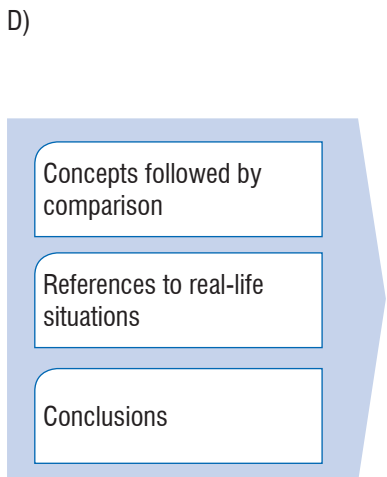 D)
Concepts followed by
comparison
References to real-life
situations
Conclusions